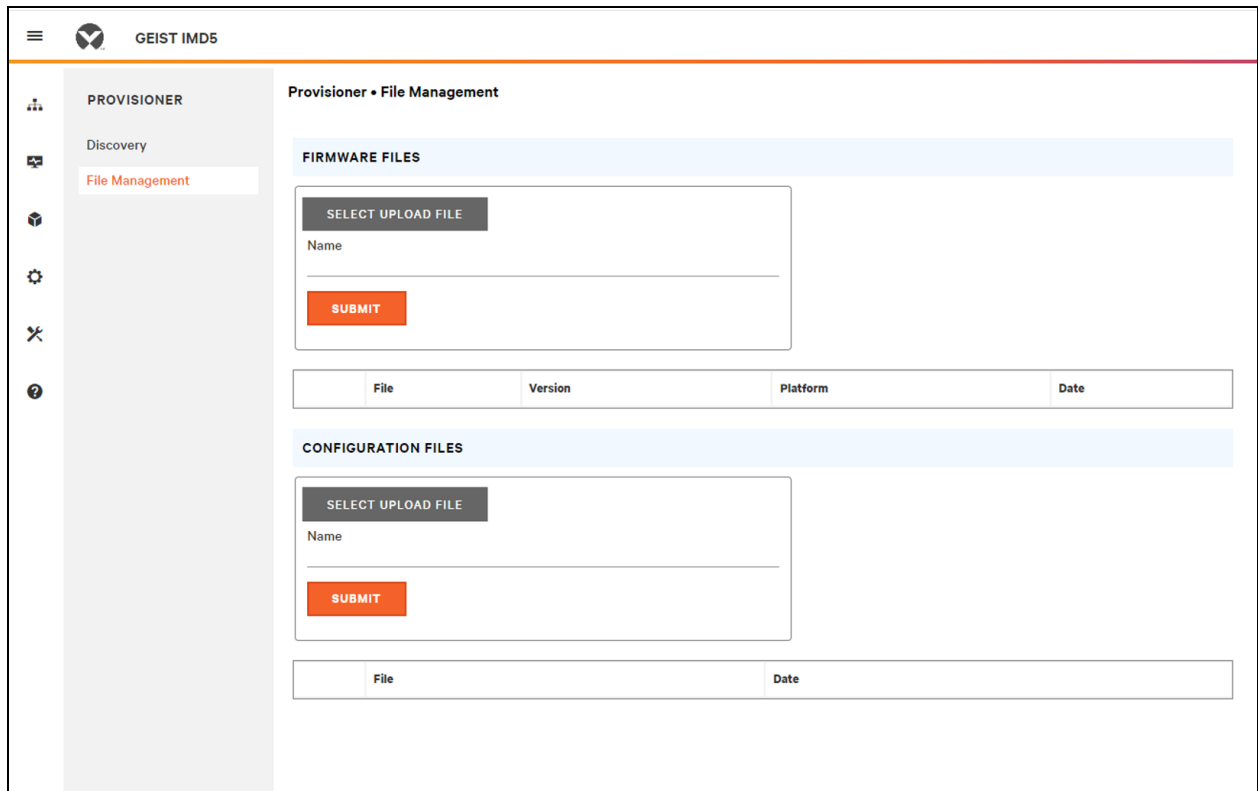 GEIST IMD5
PROVISIONER
Discovery
File Management
Provisioner • File Management
FIRMWARE FILES
SELECT UPLOAD FILE
Name
SUBMIT
File Version Platform Date
CONFIGURATION FILES
SELECT UPLOAD FILE
Name
SUBMIT
File Date